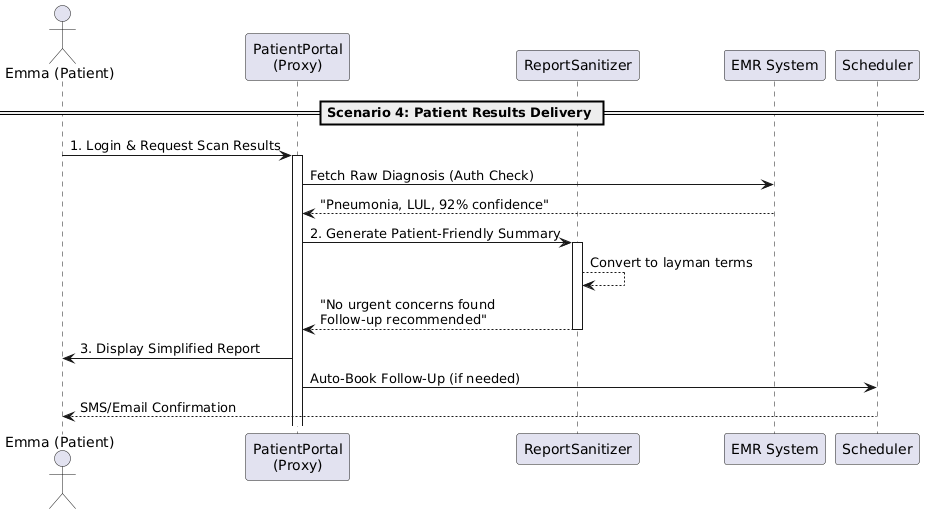 Emma (Patient)
PatientPortal
(Proxy)
ReportSanitizer
EMR System
Scheduler
Scenario 4: Patient Results Delivery
1. Login & Request Scan Results
Fetch Raw Diagnosis (Auth Check)
"Pneumonia, LUL, 92% confidence"
2. Generate Patient-Friendly Summary
Convert to layman terms
"No urgent concerns found
Follow-up recommended"
3. Display Simplified Report
Auto-Book Follow-Up (if needed)
SMS/Email Confirmation
Emma (Patient)
PatientPortal
(Proxy)
ReportSanitizer
EMR System
Scheduler